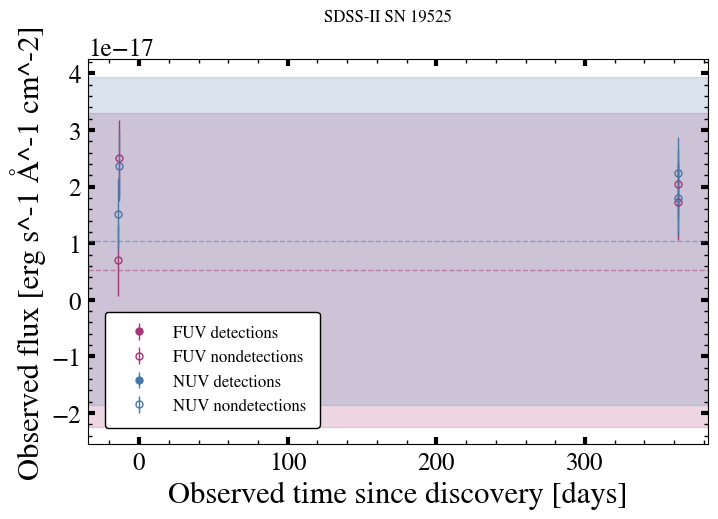 SDSS-II SN 19525
1e−17
Observed flux [erg s^-1 Å^-1 cm^-2]
4
3
2
1
0
−1
−2
FUV detections
FUV nondetections
NUV detections
NUV nondetections
0 100 200 300
Observed time since discovery [days]